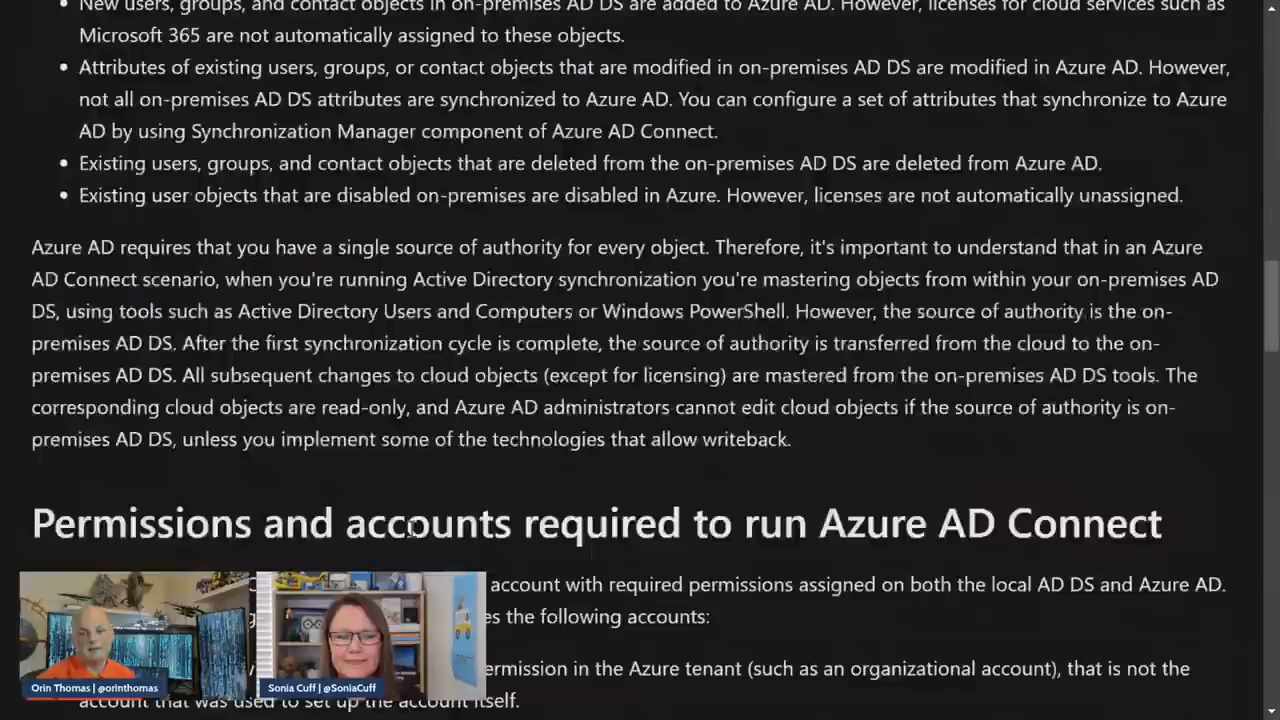 New users, groups, and contact objects in on-premises AD DS are added to Azure AD. However, licenses for cloud services such as
Microsoft 365 are not automatically assigned to these objects.
Attributes of existing users, groups, or contact objects that are modified in on-premises AD DS are modified in Azure AD. However,
not all on-premises AD DS attributes are synchronized to Azure AD. You can configure a set of attributes that synchronize to Azure
AD by using Synchronization Manager component of Azure AD Connect.
Existing users, groups, and contact objects that are deleted from the on-premises AD DS are deleted from Azure AD.
Existing user objects that are disabled on-premises are disabled in Azure. However, licenses are not automatically unassigned.
Azure AD requires that you have a single source of authority for every object. Therefore, it's important to understand that in an Azure
AD Connect scenario, when you're running Active Directory synchronization you're mastering objects from within your on-premises AD
DS, using tools such as Active Directory Users and Computers or Windows PowerShell. However, the source of authority is the on-
premises AD DS. After the first synchronization cycle is complete, the source of authority is transferred from the cloud to the on-
premises AD DS. All subsequent changes to cloud objects (except for licensing) are mastered from the on-premises AD DS tools. The
corresponding cloud objects are read-only, and Azure AD administrators cannot edit cloud objects if the source of authority is on-
premises AD DS, unless you implement some of the technologies that allow writeback.
Permissions and accounts required to run Azure AD Connect
account with required permissions assigned on both the local AD DS and Azure AD.
the following accounts:
in the Azure tenant (such as an organizational account), that is not the
account that was used to set up the account itself.
Orin Thomas | @orinthomas
Sonia Cuff | @SoniaCuff